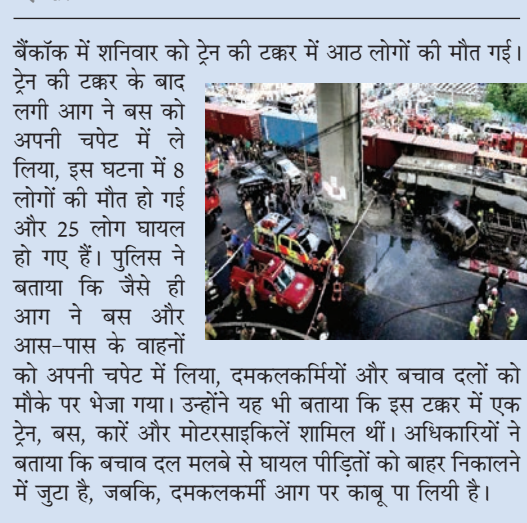 बैंकॉक में शनिवार को ट्रेन की टक्कर में आठ लोगों की मौत गई।
ट्रेन की टक्कर के बाद
लगी आग ने बस को
अपनी चपेट में ले
लिया, इस घटना में 8
लोगों की मौत हो गई
और 25 लोग घायल
हो गए हैं। पुलिस ने
बताया कि जैसे ही
आग ने बस और
आस-पास के वाहनों
को अपनी चपेट में लिया, दमकलकर्मियों और बचाव दलों को
मौके पर भेजा गया। उन्होंने यह भी बताया कि इस टक्कर में एक
ट्रेन, बस, कारें और मोटरसाइकिलें शामिल थीं। अधिकारियों ने
बताया कि बचाव दल मलबे से घायल पीड़ितों को बाहर निकालने
में जुटा है, जबकि, दमकलकर्मी आग पर काबू पा लियी है।